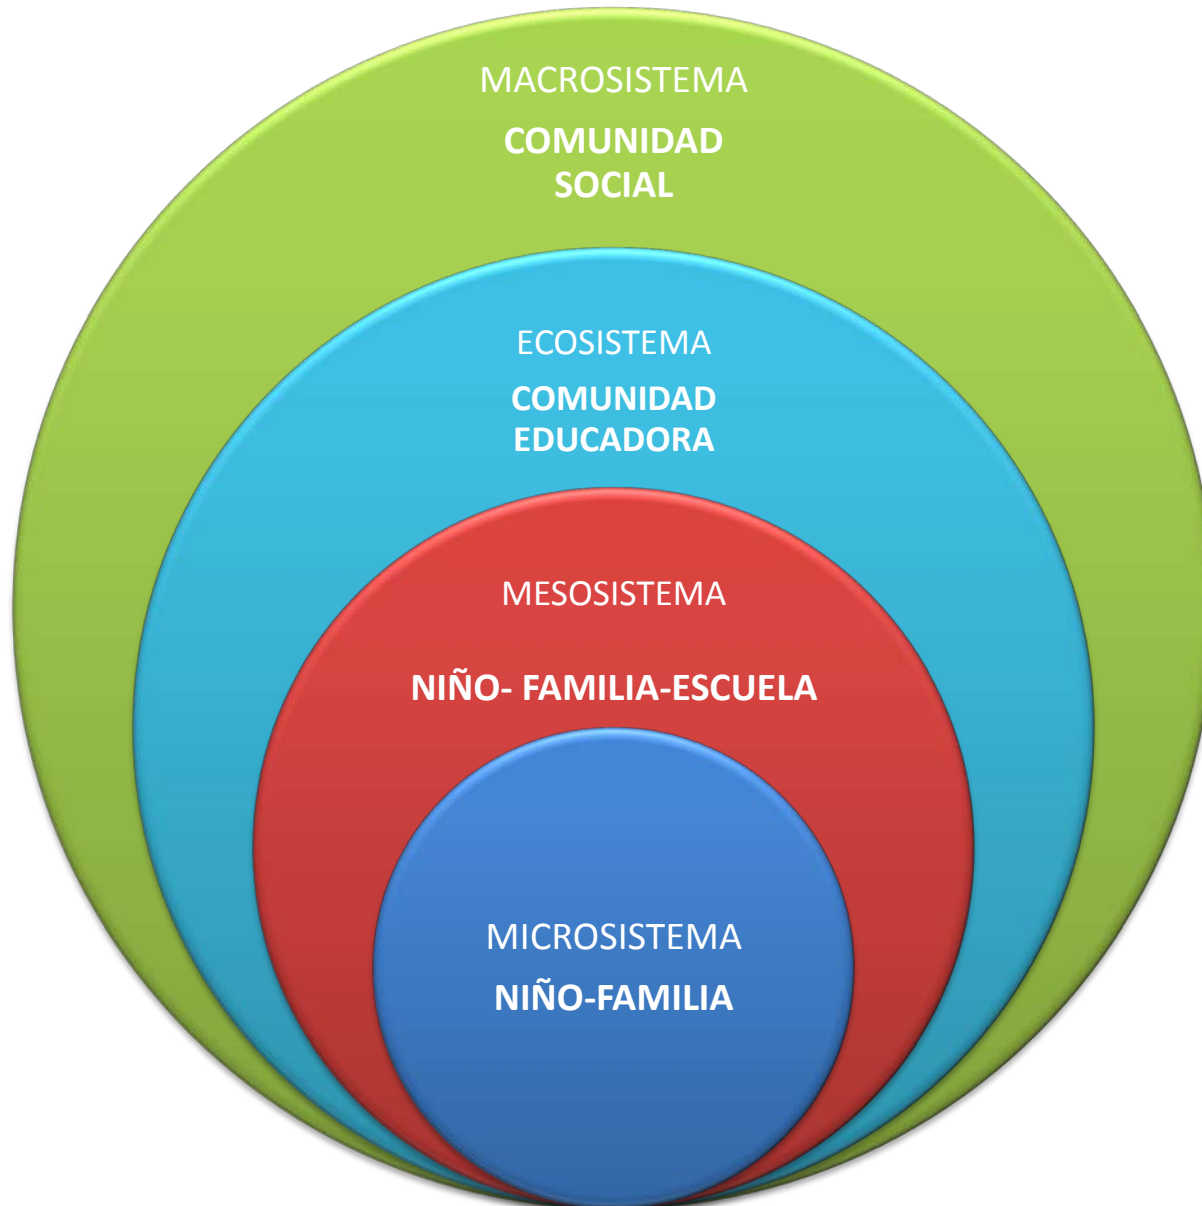 MACROSISTEMA
COMUNIDAD
SOCIAL
ECOSISTEMA
COMUNIDAD
EDUCADORA
MESOSISTEMA
NIÑO- FAMILIA-ESCUELA
MICROSISTEMA
NIÑO-FAMILIA